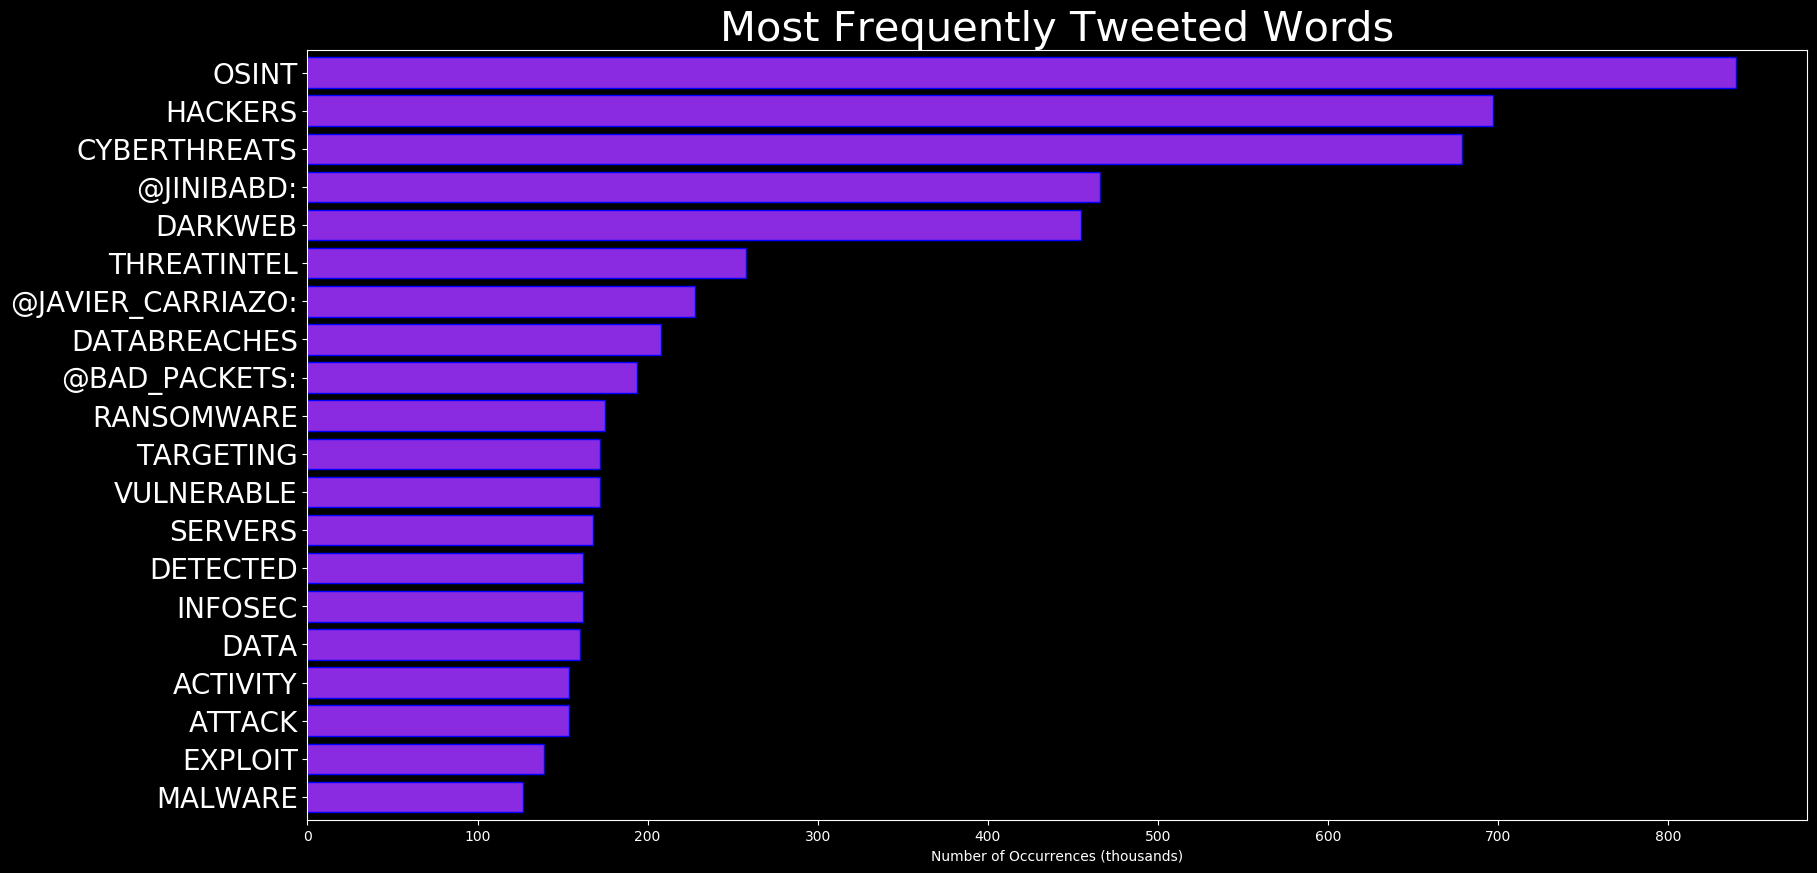 Most Frequently Tweeted Words
OSINT
HACKERS
CYBERTHREATS
@JINIBABD:
DARKWEB
THREATINTEL
@JAVIER_CARRIAZO:
DATABREACHES
@BAD_PACKETS:
RANSOMWARE
TARGETING
VULNERABLE
SERVERS
DETECTED
INFOSEC
DATA
ACTIVITY
ATTACK
EXPLOIT
MALWARE
0 100 200 300 400 500 600 700 800
Number of Occurrences (thousands)